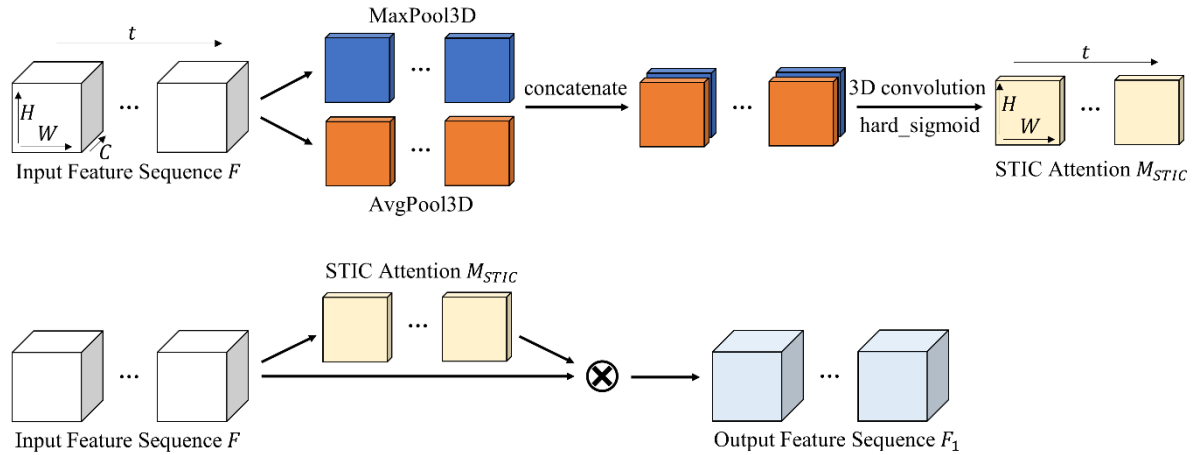 t
MaxPool3D
...
H
W
C
Input Feature Sequence F
...
...
AvgPool3D
concatenate
...
3D convolution
hard_sigmoid
t
H
W
...
STIC Attention M_STIC
STIC Attention M_STIC
...
...
Input Feature Sequence F
...
Output Feature Sequence F₁